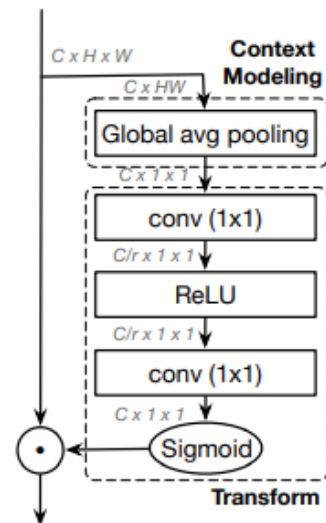 C x H x W
Context
Modeling
C x HW
Global avg pooling
C x 1 x 1
conv (1x1)
C/r x 1 x 1
ReLU
C/r x 1 x 1
conv (1x1)
C x 1 x 1
Sigmoid
Transform